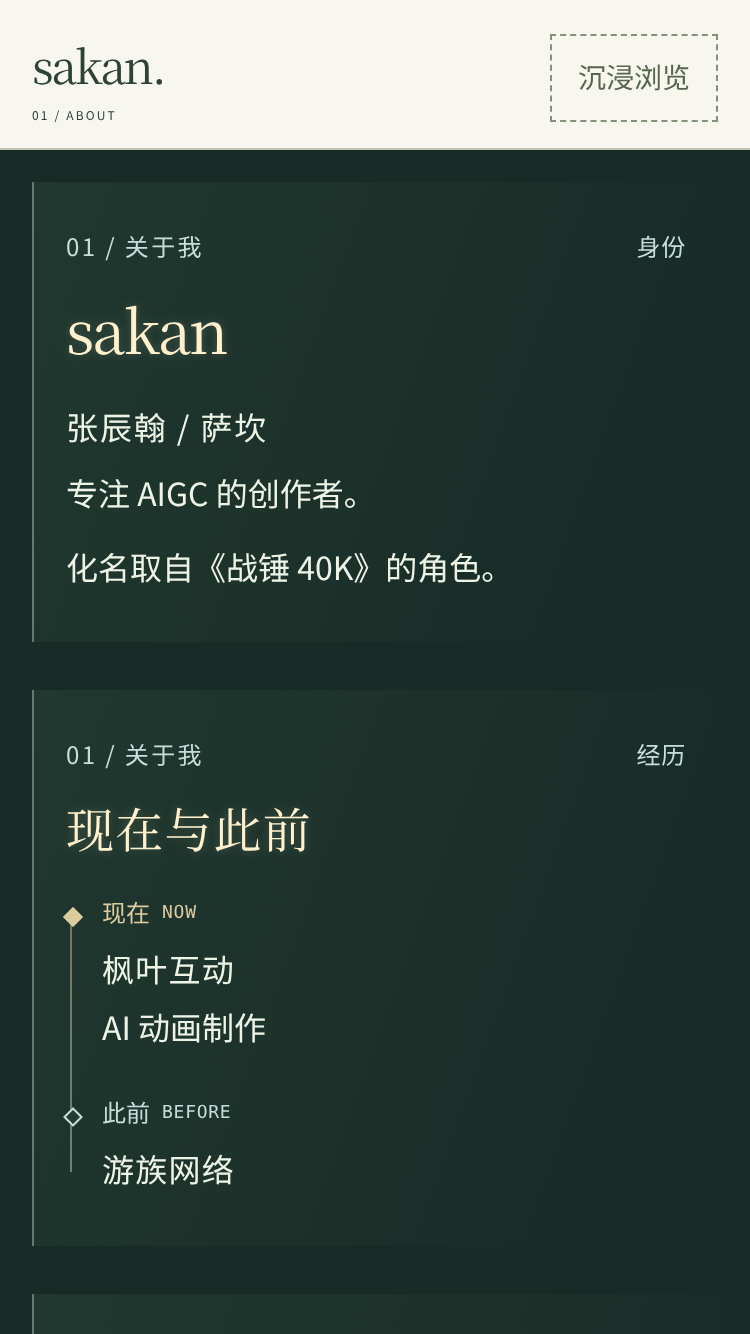 sakan.
沉浸浏览
01 / ABOUT
01 / 关于我
身份
sakan
张辰翰 / 萨坎
专注 AIGC 的创作者。
化名取自《战锤 40K》的角色。
01 / 关于我
经历
现在与此前
现在 NOW
枫叶互动
AI 动画制作
此前 BEFORE
游族网络